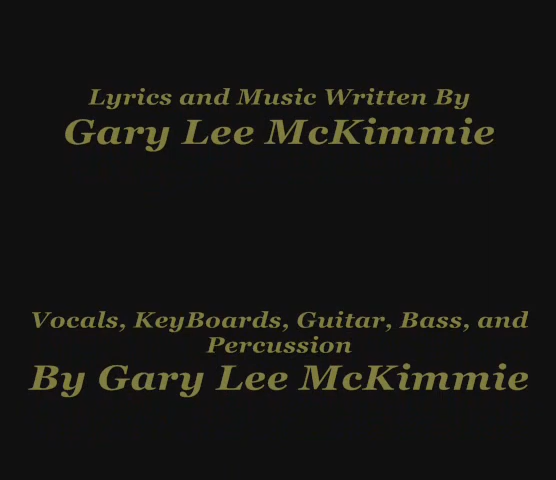 Lyrics and Music Written By
Gary Lee McKimmie
Vocals, KeyBoards, Guitar, Bass, and
Percussion
By Gary Lee McKimmie